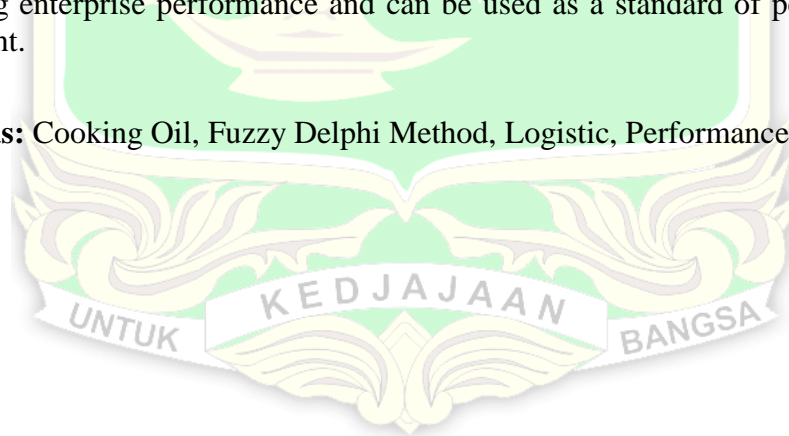 g enterprise performance and can be used as a standard of pe
nt.
s: Cooking Oil, Fuzzy Delphi Method, Logistic, Performance
UNTUK KEDJAJAAN BANGSA